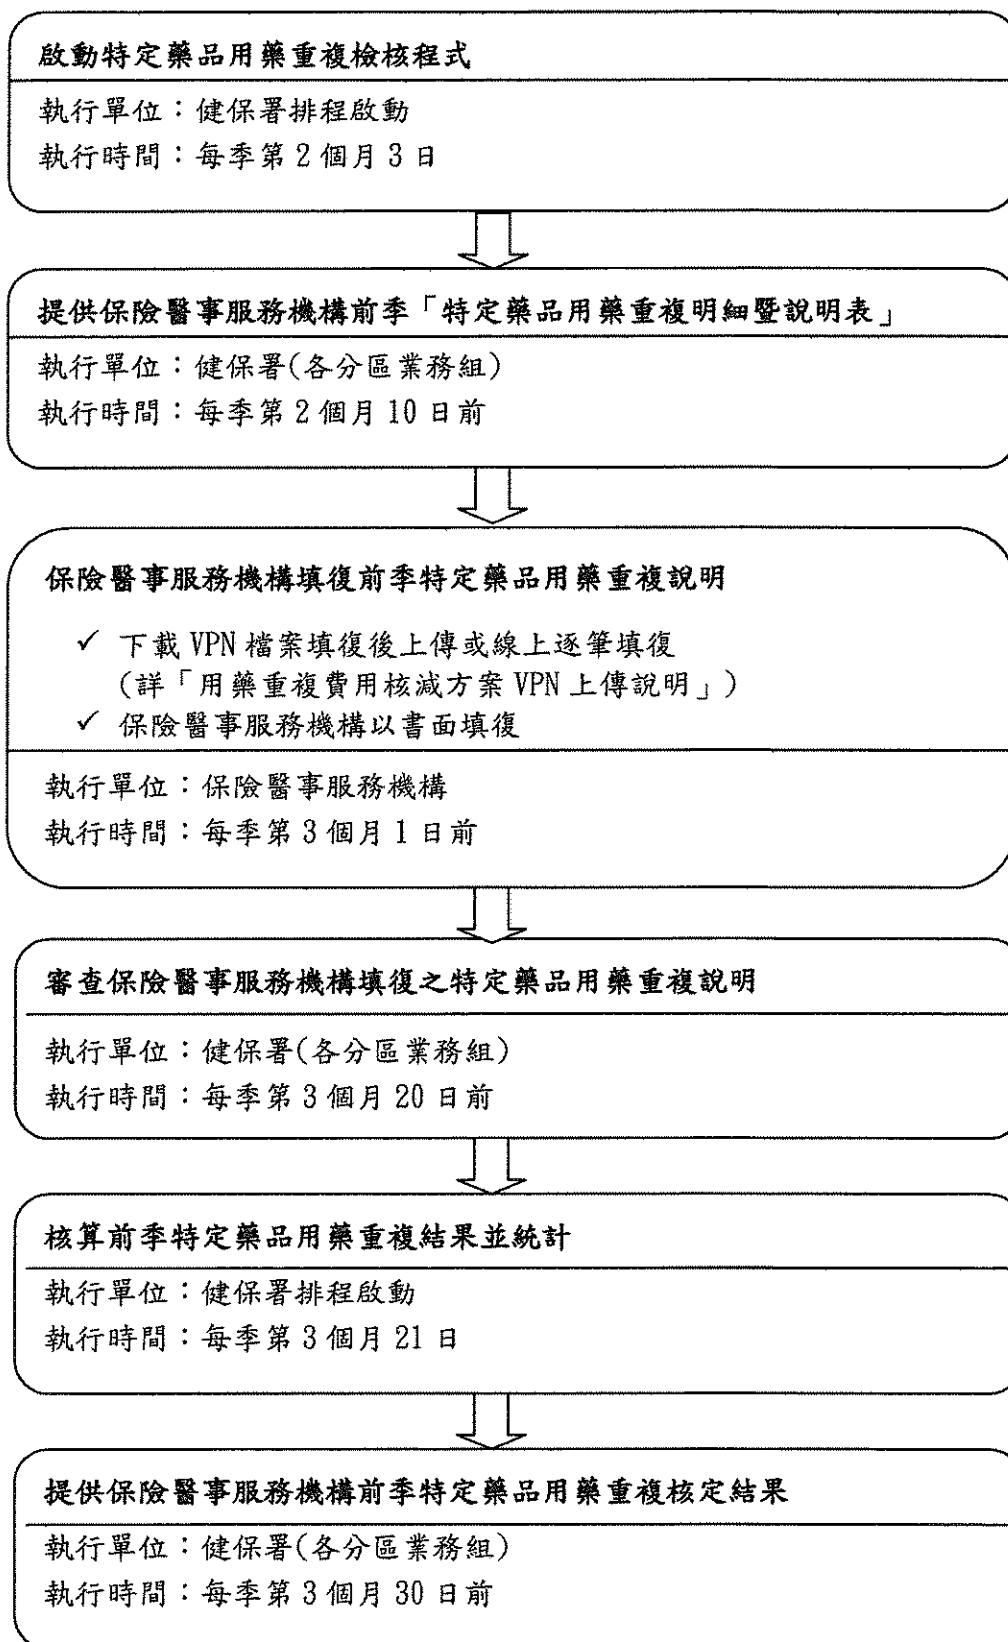 啟動特定藥品用藥重複檢核程式
執行單位：健保署排程啟動
執行時間：每季第 2 個月 3 日
提供保險醫事服務機構前季「特定藥品用藥重複明細暨說明表」
執行單位：健保署(各分區業務組)
執行時間：每季第 2 個月 10 日前
保險醫事服務機構填復前季特定藥品用藥重複說明
✓ 下載 VPN 檔案填復後上傳或線上逐筆填復
(詳「用藥重複費用核減方案 VPN 上傳說明」)
✓ 保險醫事服務機構以書面填復
執行單位：保險醫事服務機構
執行時間：每季第 3 個月 1 日前
審查保險醫事服務機構填復之特定藥品用藥重複說明
執行單位：健保署(各分區業務組)
執行時間：每季第 3 個月 20 日前
核算前季特定藥品用藥重複結果並統計
執行單位：健保署排程啟動
執行時間：每季第 3 個月 21 日
提供保險醫事服務機構前季特定藥品用藥重複核定結果
執行單位：健保署(各分區業務組)
執行時間：每季第 3 個月 30 日前